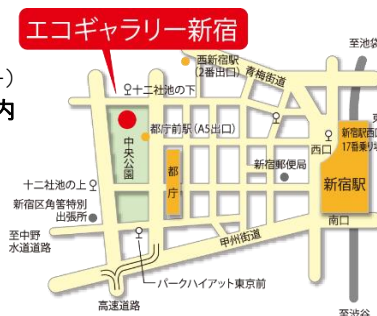 エコギャラリー新宿
至池袋
西新宿駅
(2番出口)
青梅街道
ー)
内
十二社池の下
都庁前駅(A5出口)
中央公園
西口
新宿駅西口
17番乗り場
新宿郵便局
都庁
新宿駅
十二社池の上
新宿区角筈特別
出張所
南口
至中野
水道道路
甲州街道
パークハイアット東京前
高速道路
至渋谷